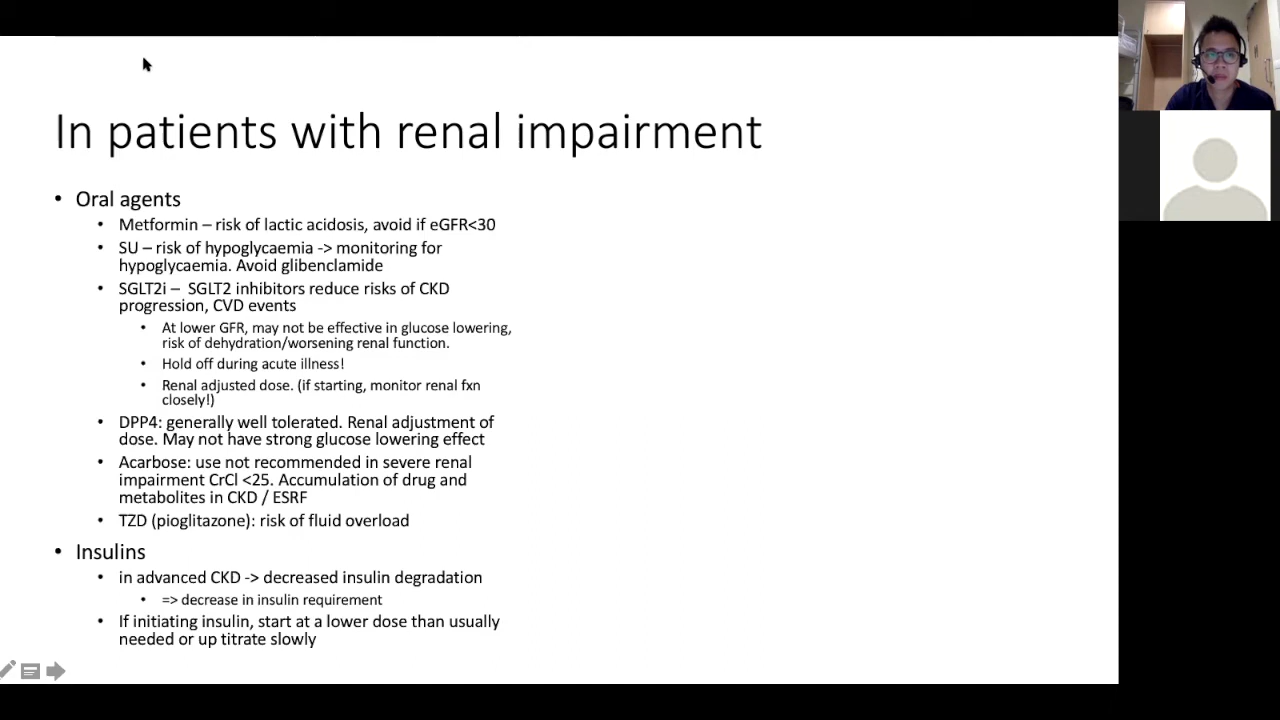 In patients with renal impairment
• Oral agents
• Metformin – risk of lactic acidosis, avoid if eGFR<30
• SU – risk of hypoglycaemia -> monitoring for
hypoglycaemia. Avoid glibenclamide
• SGLT2i – SGLT2 inhibitors reduce risks of CKD
progression, CVD events
• At lower GFR, may not be effective in glucose lowering,
risk of dehydration/worsening renal function.
• Hold off during acute illness!
• Renal adjusted dose. (if starting, monitor renal fxn
closely!)
• DPP4: generally well tolerated. Renal adjustment of
dose. May not have strong glucose lowering effect
• Acarbose: use not recommended in severe renal
impairment CrCl <25. Accumulation of drug and
metabolites in CKD / ESRF
• TZD (pioglitazone): risk of fluid overload
• Insulins
• in advanced CKD -> decreased insulin degradation
• => decrease in insulin requirement
• If initiating insulin, start at a lower dose than usually
needed or up titrate slowly